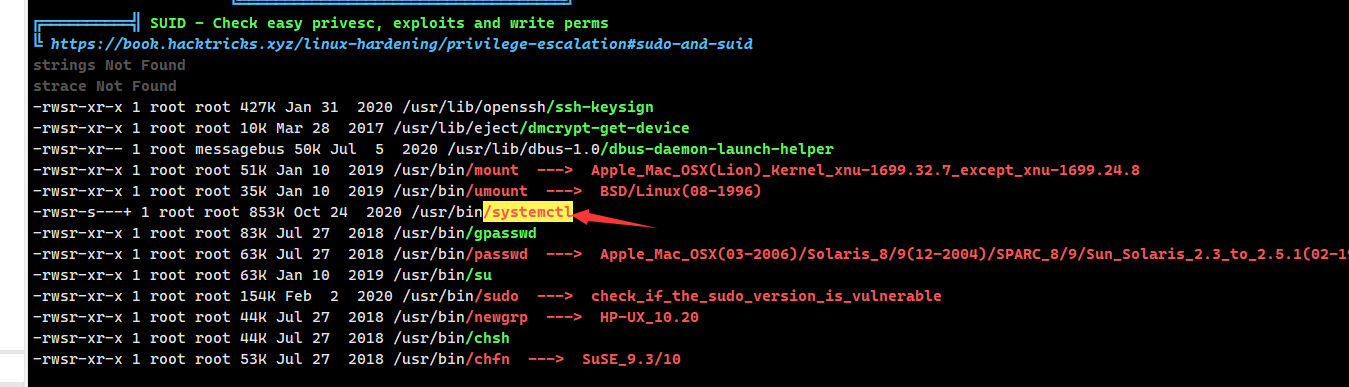 SUID - Check easy privesc, exploits and write perms
https://book.hacktricks.xyz/linux-hardening/privilege-escalation#sudo-and-suid
strings Not Found
strace Not Found
-rwsr-xr-x 1 root root 427K Jan 31  2020 /usr/lib/openssh/ssh-keysign
-rwsr-xr-x 1 root root 10K Mar 28  2017 /usr/lib/eject/dmcrypt-get-device
-rwsr-xr-- 1 root messagebus 50K Jul  5  2020 /usr/lib/dbus-1.0/dbus-daemon-launch-helper
-rwsr-xr-x 1 root root 51K Jan 10  2019 /usr/bin/mount  --->  Apple_Mac_OSX(Lion)_Kernel_xnu-1699.32.7_except_xnu-1699.24.8
-rwsr-xr-x 1 root root 35K Jan 10  2019 /usr/bin/umount  --->  BSD/Linux(08-1996)
-rwsr-s---+ 1 root root 853K Oct 24  2020 /usr/bin/systemctl
-rwsr-xr-x 1 root root 83K Jul 27  2018 /usr/bin/gpasswd
-rwsr-xr-x 1 root root 63K Jul 27  2018 /usr/bin/passwd  --->  Apple_Mac_OSX(03-2006)/Solaris_8/9(12-2004)/SPARC_8/9/Sun_Solaris_2.3_to_2.5.1(02-1
-rwsr-xr-x 1 root root 63K Jan 10  2019 /usr/bin/su
-rwsr-xr-x 1 root root 154K Feb  2  2020 /usr/bin/sudo  --->  check_if_the_sudo_version_is_vulnerable
-rwsr-xr-x 1 root root 44K Jul 27  2018 /usr/bin/newgrp  --->  HP-UX_10.20
-rwsr-xr-x 1 root root 44K Jul 27  2018 /usr/bin/chsh
-rwsr-xr-x 1 root root 53K Jul 27  2018 /usr/bin/chfn  --->  SuSE_9.3/10